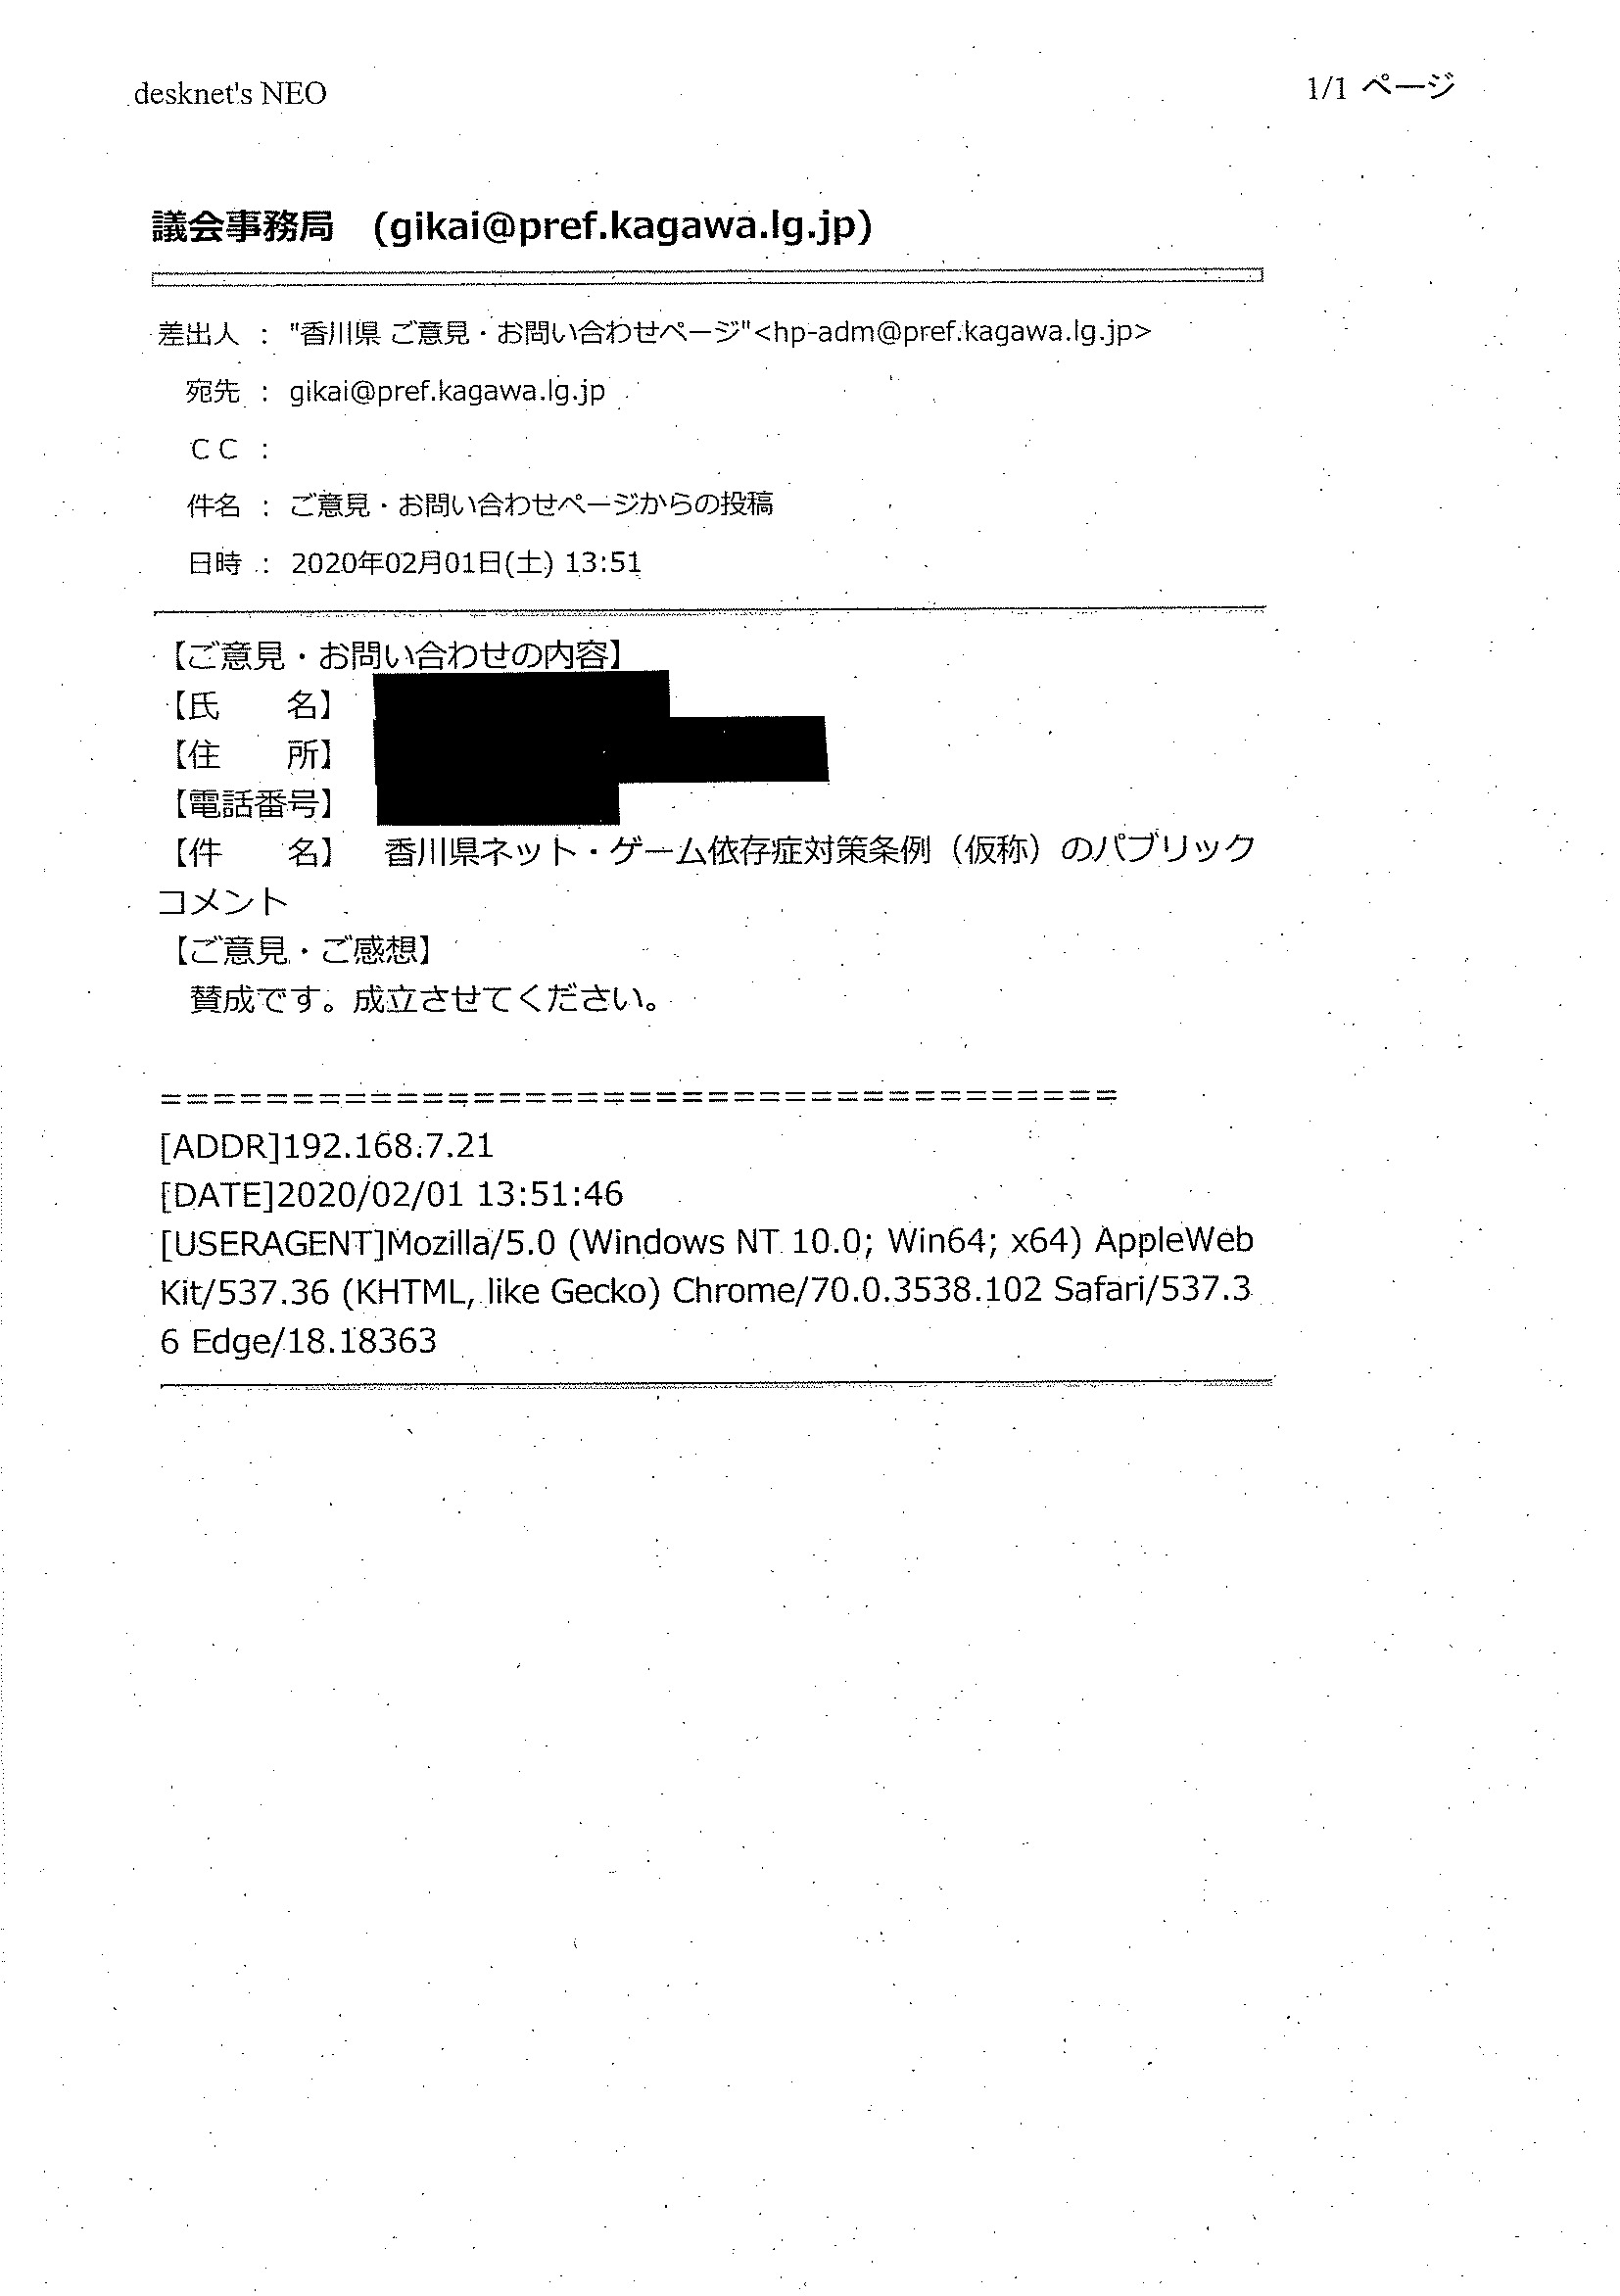 desknet's NEO
1/1 ページ
議会事務局　(gikai@pref.kagawa.lg.jp)
差出人 ： "香川県 ご意見・お問い合わせページ"<hp-adm@pref.kagawa.lg.jp>
宛先 ： gikai@pref.kagawa.lg.jp
ＣＣ ：
件名 ： ご意見・お問い合わせページからの投稿
日時 ： 2020年02月01日(土) 13:51
【ご意見・お問い合わせの内容】
【氏　　名】
【住　　所】
【電話番号】
【件　　名】　香川県ネット・ゲーム依存症対策条例（仮称）のパブリック
コメント
【ご意見・ご感想】
賛成です。成立させてください。
=====================================
[ADDR]192.168.7.21
[DATE]2020/02/01 13:51:46
[USERAGENT]Mozilla/5.0 (Windows NT 10.0; Win64; x64) AppleWeb
Kit/537.36 (KHTML, like Gecko) Chrome/70.0.3538.102 Safari/537.3
6 Edge/18.18363